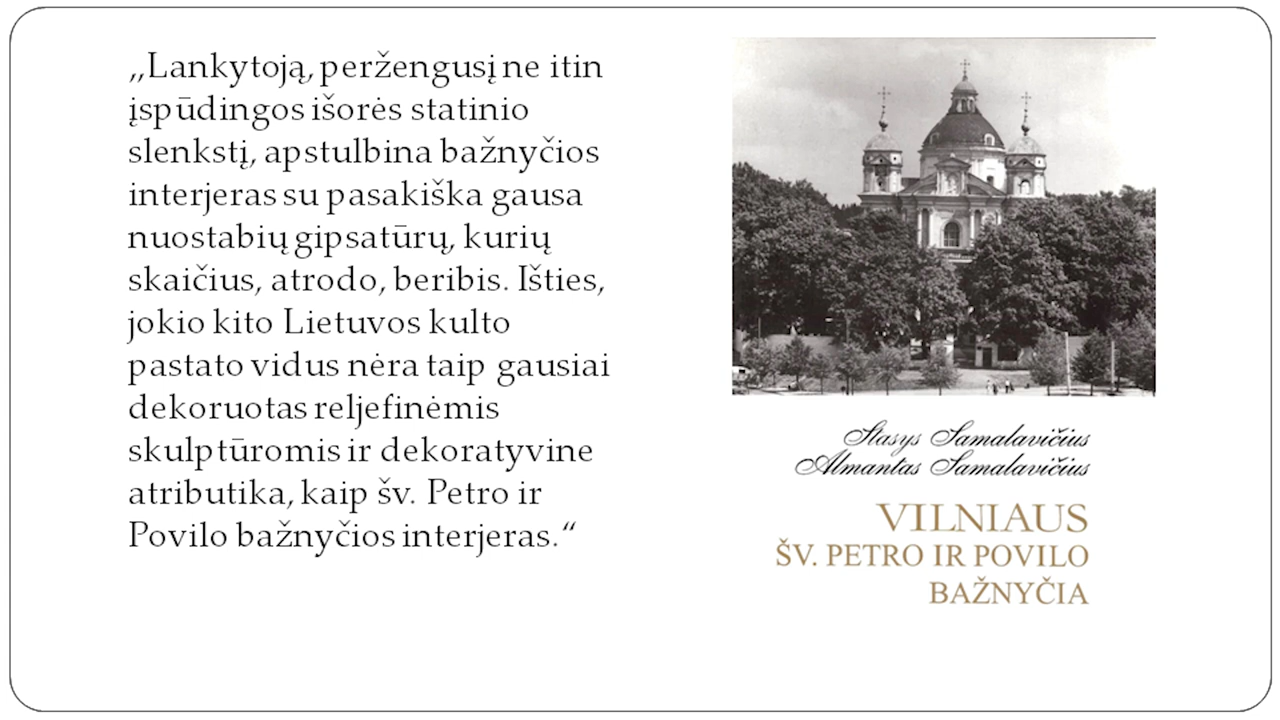 „Lankytoją, peržengusį ne itin
įspūdingos išorės statinio
slenkstį, apstulbina bažnyčios
interjeras su pasakiška gausa
nuostabių gipsatūrų, kurių
skaičius, atrodo, beribis. Išties,
jokio kito Lietuvos kulto
pastato vidus nėra taip gausiai
dekoruotas reljefinėmis
skulptūromis ir dekoratyvine
atributika, kaip šv. Petro ir
Povilo bažnyčios interjeras.“
Stasys Samalavičius
Almantas Samalavičius
VILNIAUS
ŠV. PETRO IR POVILO
BAŽNYČIA